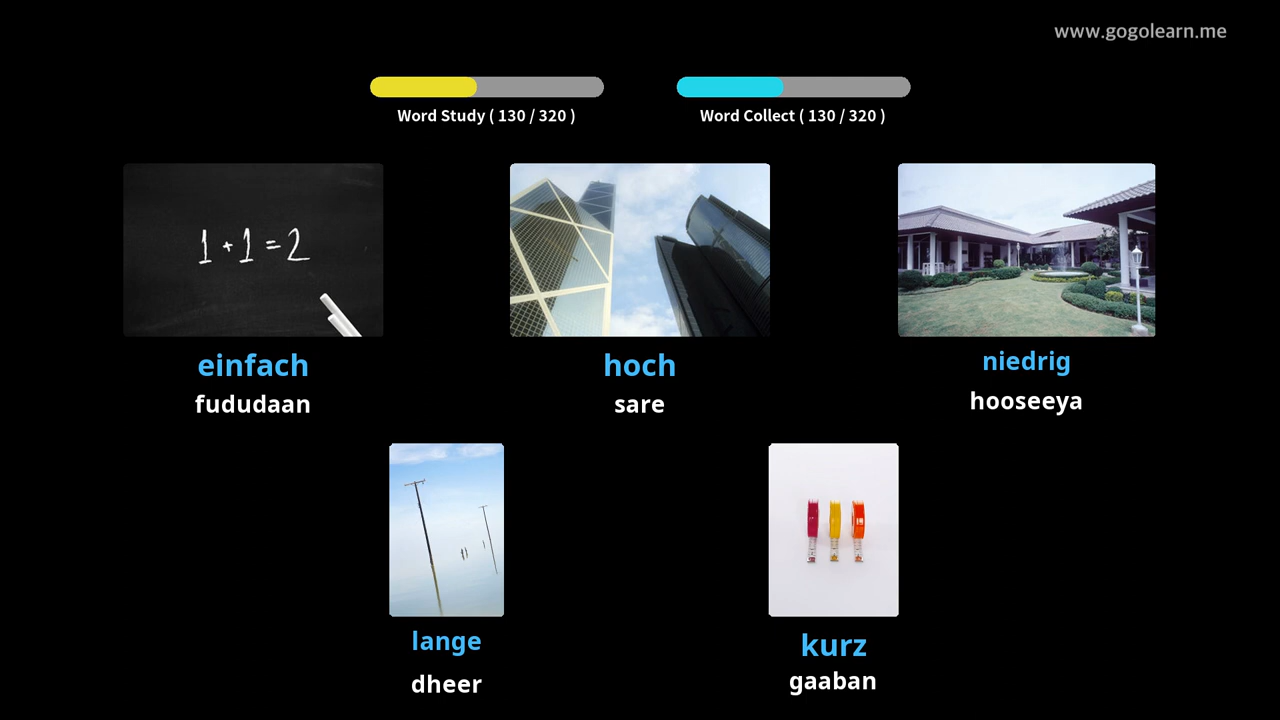 www.gogolearn.me
Word Study ( 130 / 320 )
Word Collect ( 130 / 320 )
1 + 1 = 2
einfach
fududaan
hoch
sare
niedrig
hooseeya
lange
dheer
kurz
gaaban